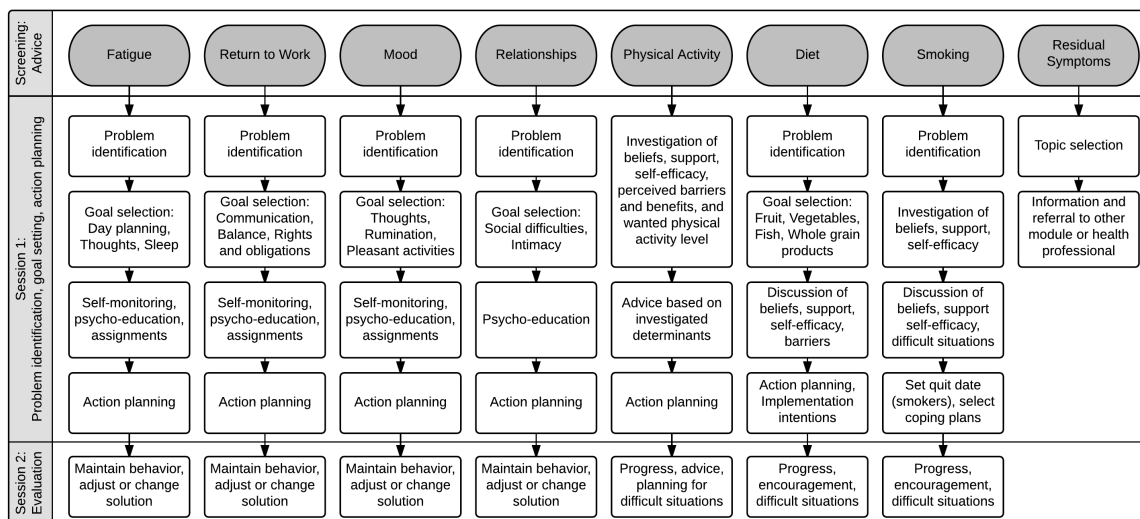 Screening:
Advice
Fatigue
Return to Work
Mood
Relationships
Physical Activity
Diet
Smoking
Residual
Symptoms
Session 1:
Problem identification, goal setting, action planning
Problem
identification
Goal selection:
Day planning,
Thoughts, Sleep
Self-monitoring,
psycho-education,
assignments
Action planning
Problem
identification
Goal selection:
Communication,
Balance, Rights
and obligations
Self-monitoring,
psycho-education,
assignments
Action planning
Problem
identification
Goal selection:
Thoughts,
Rumination,
Pleasant activities
Self-monitoring,
psycho-education,
assignments
Action planning
Problem
identification
Goal selection:
Social difficulties,
Intimacy
Psycho-education
Action planning
Investigation of
beliefs, support,
self-efficacy,
perceived barriers
and benefits, and
wanted physical
activity level
Advice based on
investigated
determinants
Action planning
Problem
identification
Goal selection:
Fruit, Vegetables,
Fish, Whole grain
products
Discussion of
beliefs, support,
self-efficacy,
barriers
Action planning,
Implementation
intentions
Problem
identification
Investigation of
beliefs, support,
self-efficacy
Discussion of
beliefs, support
self-efficacy,
difficult situations
Set quit date
(smokers), select
coping plans
Topic selection
Information and
referral to other
module or health
professional
Session 2:
Evaluation
Maintain behavior,
adjust or change
solution
Maintain behavior,
adjust or change
solution
Maintain behavior,
adjust or change
solution
Maintain behavior,
adjust or change
solution
Progress, advice,
planning for
difficult situations
Progress,
encouragement,
difficult situations
Progress,
encouragement,
difficult situations